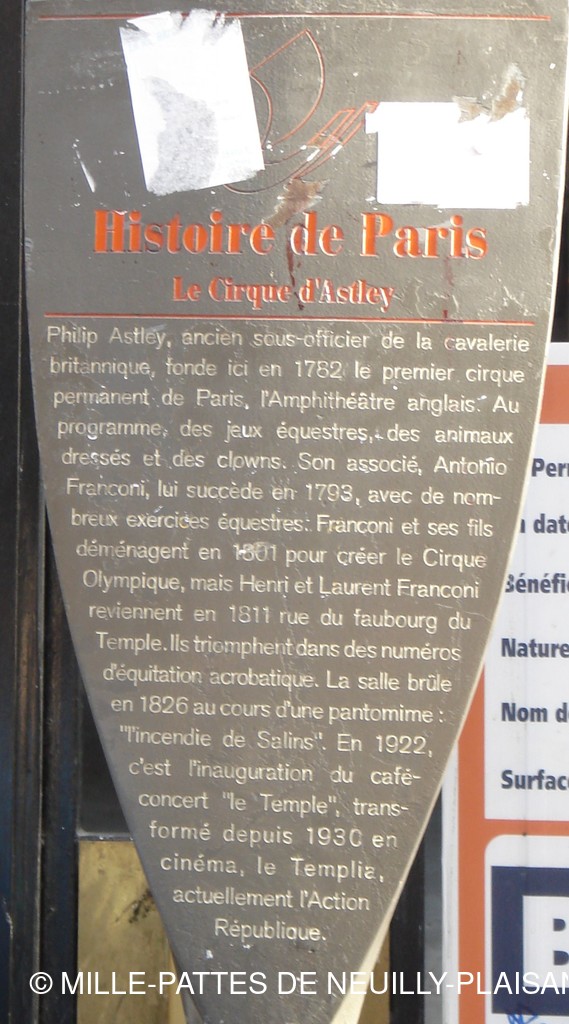 Histoire de Paris
Le Cirque d'Astley
Philip Astley, ancien sous-officier de la cavalerie
britannique, fonde ici en 1782 le premier cirque
permanent de Paris, l'Amphithéâtre anglais. Au
programme, des jeux équestres, des animaux
dressés et des clowns. Son associé, Antonio
Franconi, lui succède en 1793, avec de nom-
breux exercices équestres. Franconi et ses fils
déménagent en 1801 pour créer le Cirque
Olympique, mais Henri et Laurent Franconi
reviennent en 1811 rue du faubourg du
Temple. Ils triomphent dans des numéros
d'équitation acrobatique. La salle brûle
en 1826 au cours d'une pantomime :
"l'incendie de Salins". En 1922,
c'est l'inauguration du café-
concert "le Temple", trans-
formé depuis 1930 en
cinéma, le Templia,
actuellement l'Action
République.
Perm
date
Bénéfi
Nature
Nom d
Surfac
© MILLE-PATTES DE NEUILLY-PLAISAN